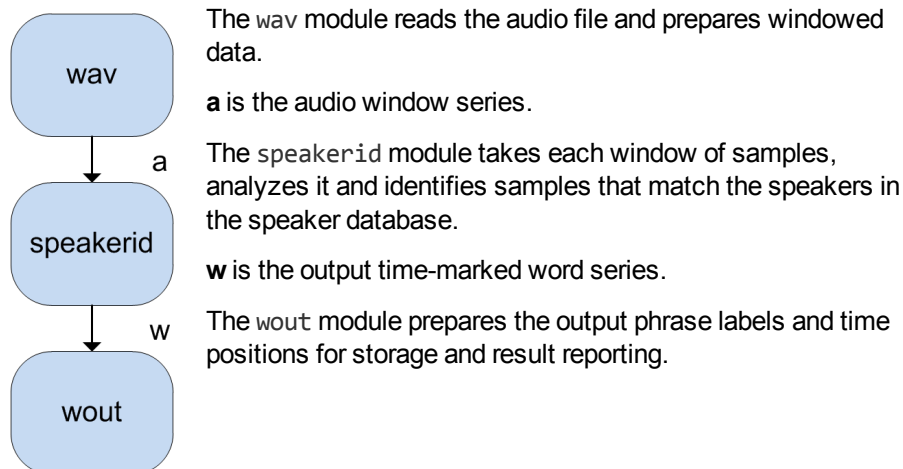 wav
a
speakerid
w
wout
The wav module reads the audio file and prepares windowed
data.
a is the audio window series.
The speakerid module takes each window of samples,
analyzes it and identifies samples that match the speakers in
the speaker database.
w is the output time-marked word series.
The wout module prepares the output phrase labels and time
positions for storage and result reporting.